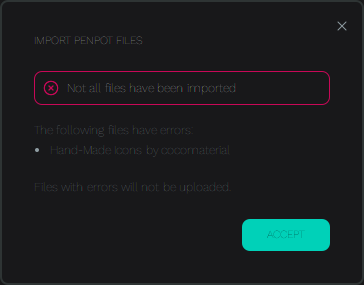 IMPORT PENPOT FILES
Not all files have been imported
The following files have errors:
Hand-Made Icons by cocomaterial
Files with errors will not be uploaded.
ACCEPT